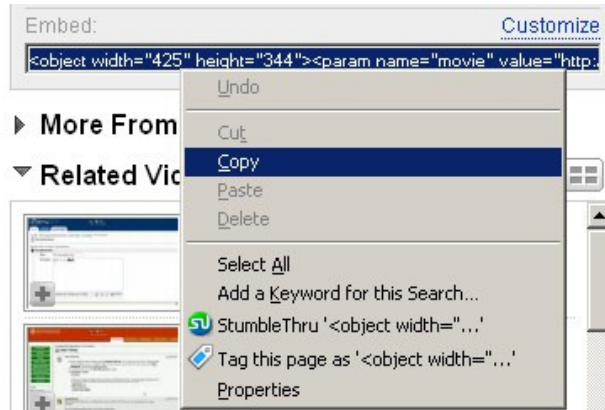 Embed:
Customize
<object width="425" height="344"><param name="movie" value="http:
Undo
More From
Cut
Copy
Related Vid
Paste
Delete
Select All
Add a Keyword for this Search...
StumbleThru '<object width="...'
Tag this page as '<object width="...'
Properties